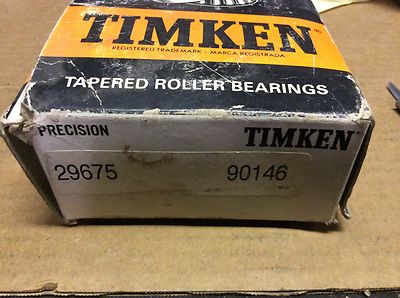 TIMKEN®
REGISTERED TRADEMARK · MARCA REGISTRADA
TAPERED ROLLER BEARINGS
PRECISION TIMKEN
29675 90146